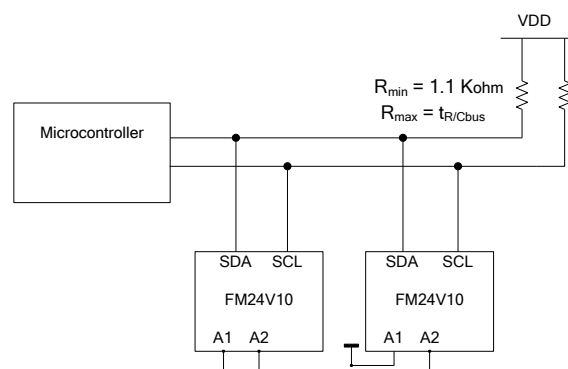 VDD
Rmin = 1.1 Kohm
Rmax = tR/Cbus
Microcontroller
SDA SCL
SDA SCL
FM24V10
FM24V10
A1 A2
A1 A2